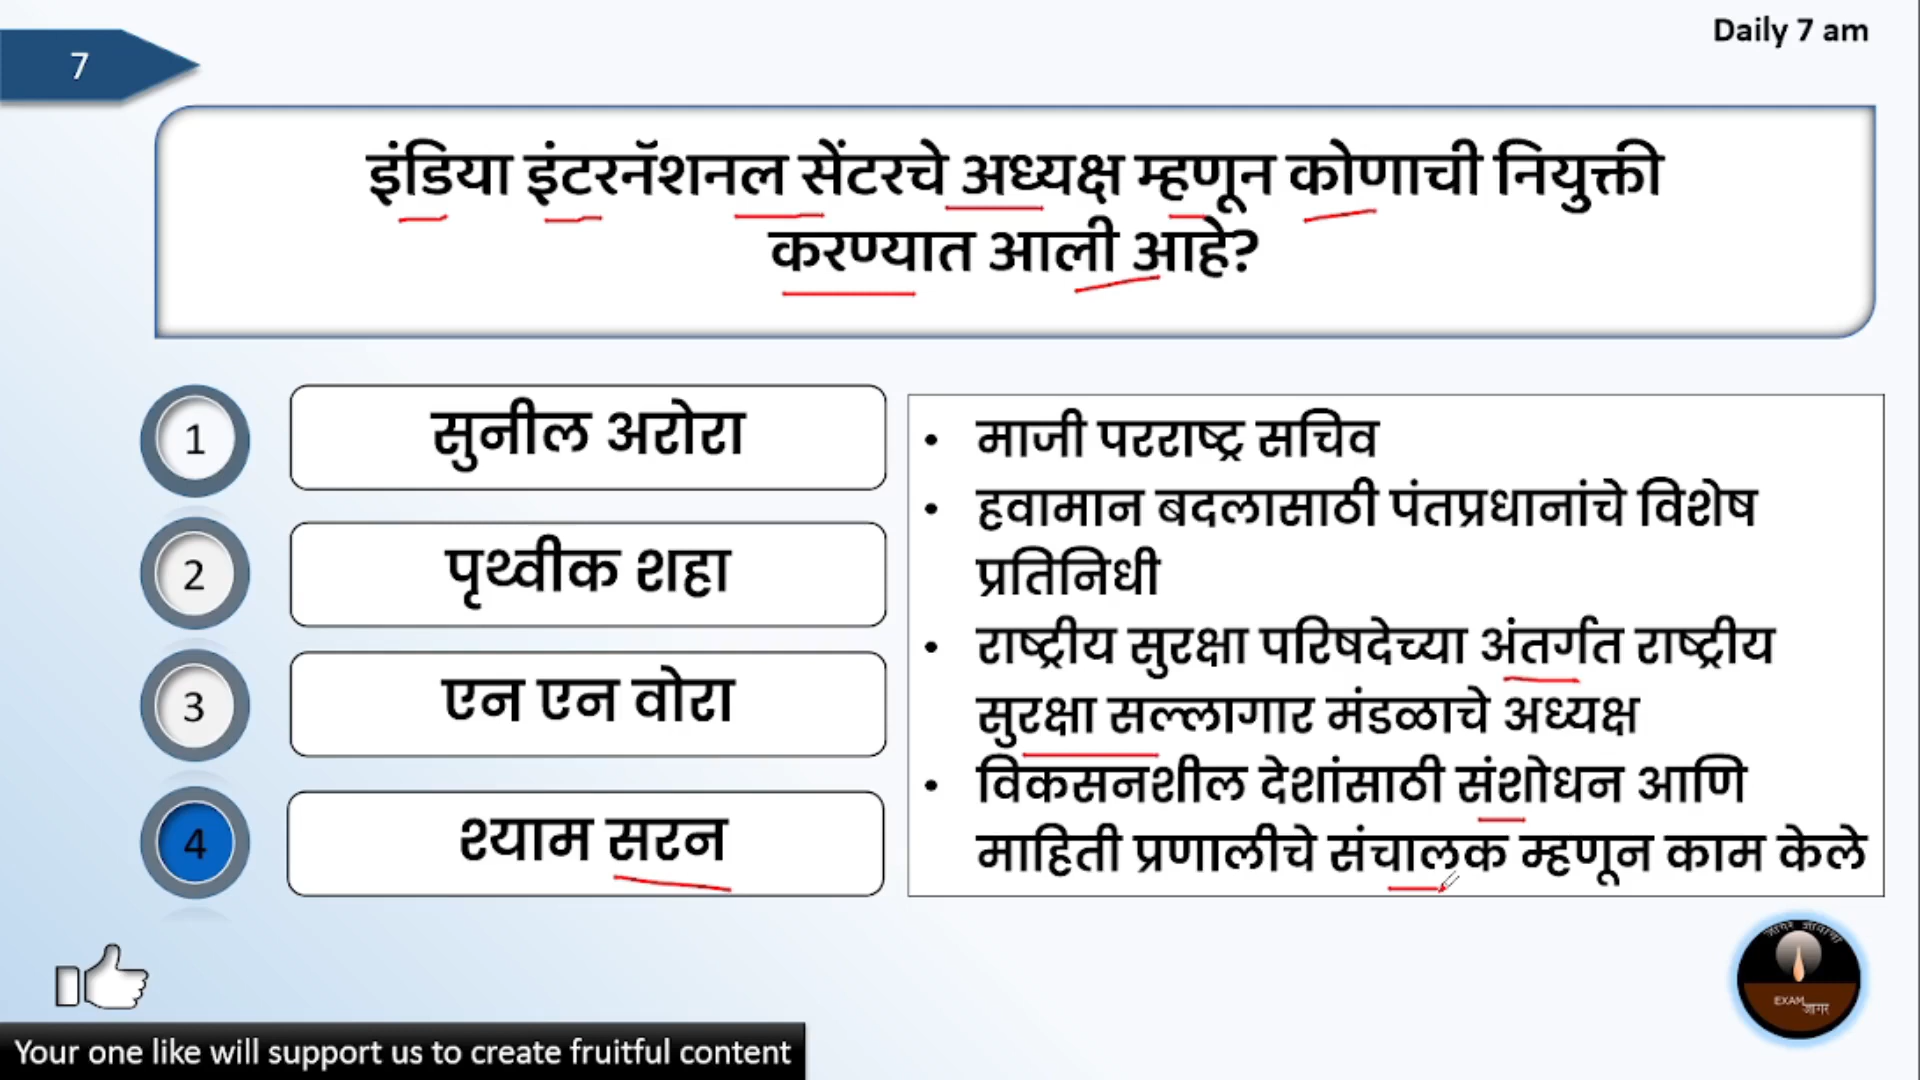 Daily 7 am
7
इंडिया इंटरनॅशनल सेंटरचे अध्यक्ष म्हणून कोणाची नियुक्ती
करण्यात आली आहे?
1
सुनील अरोरा
2
पृथ्वीक शहा
3
एन एन वोरा
4
श्याम सरन
• माजी परराष्ट्र सचिव
• हवामान बदलासाठी पंतप्रधानांचे विशेष
प्रतिनिधी
• राष्ट्रीय सुरक्षा परिषदेच्या अंतर्गत राष्ट्रीय
सुरक्षा सल्लागार मंडळाचे अध्यक्ष
• विकसनशील देशांसाठी संशोधन आणि
माहिती प्रणालीचे संचालक म्हणून काम केले
EXAM
जागर
Your one like will support us to create fruitful content